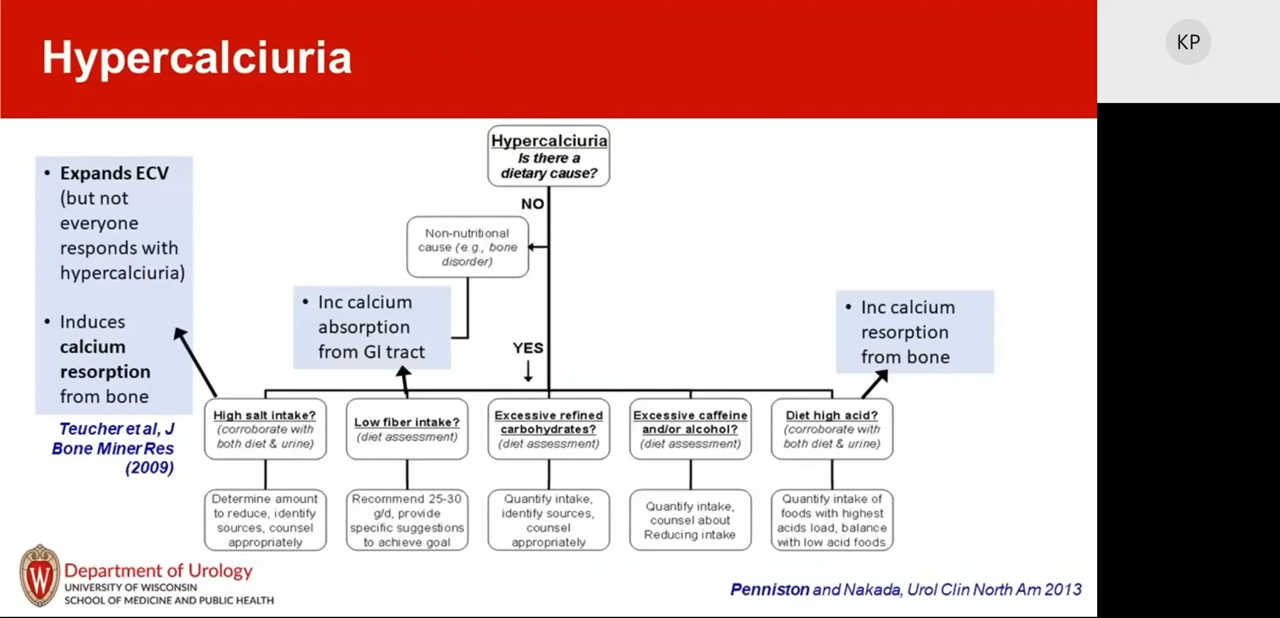 Hypercalciuria
KP
Hypercalciuria
Is there a
dietary cause?
NO
Non-nutritional
cause (e.g., bone
disorder)
• Expands ECV
(but not
everyone
responds with
hypercalciuria)
• Induces
calcium
resorption
from bone
Teucher et al, J
Bone Miner Res
(2009)
• Inc calcium
absorption
from GI tract
YES
• Inc calcium
resorption
from bone
High salt intake?
(corroborate with
both diet & urine)
Low fiber intake?
(diet assessment)
Excessive refined
carbohydrates?
(diet assessment)
Excessive caffeine
and/or alcohol?
(diet assessment)
Diet high acid?
(corroborate with
both diet & urine)
Determine amount
to reduce, identify
sources, counsel
appropriately
Recommend 25-30
g/d, provide
specific suggestions
to achieve goal
Quantify intake,
identify sources,
counsel
appropriately
Quantify intake,
counsel about
Reducing intake
Quantify intake of
foods with highest
acids load, balance
with low acid foods
W
Department of Urology
UNIVERSITY OF WISCONSIN
SCHOOL OF MEDICINE AND PUBLIC HEALTH
Penniston and Nakada, Urol Clin North Am 2013